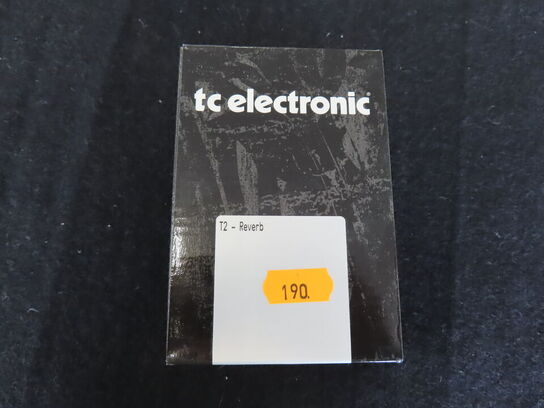 tc electronic
T2 - Reverb
190.